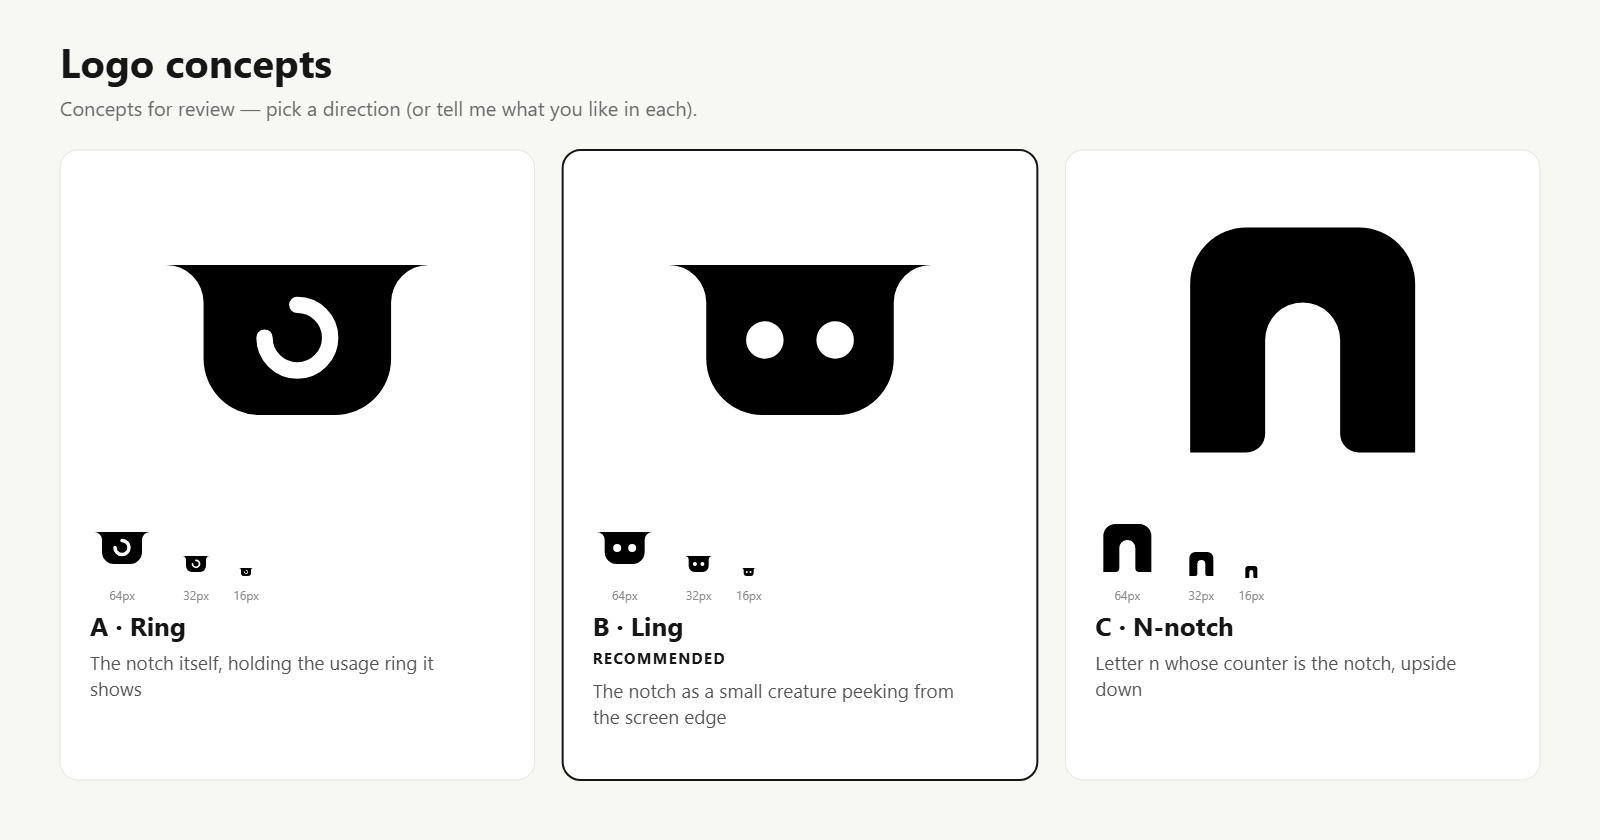 Logo concepts
Concepts for review — pick a direction (or tell me what you like in each).
64px 32px 16px
A · Ring
The notch itself, holding the usage ring it
shows
64px 32px 16px
B · Ling
RECOMMENDED
The notch as a small creature peeking from
the screen edge
64px 32px 16px
C · N-notch
Letter n whose counter is the notch, upside
down